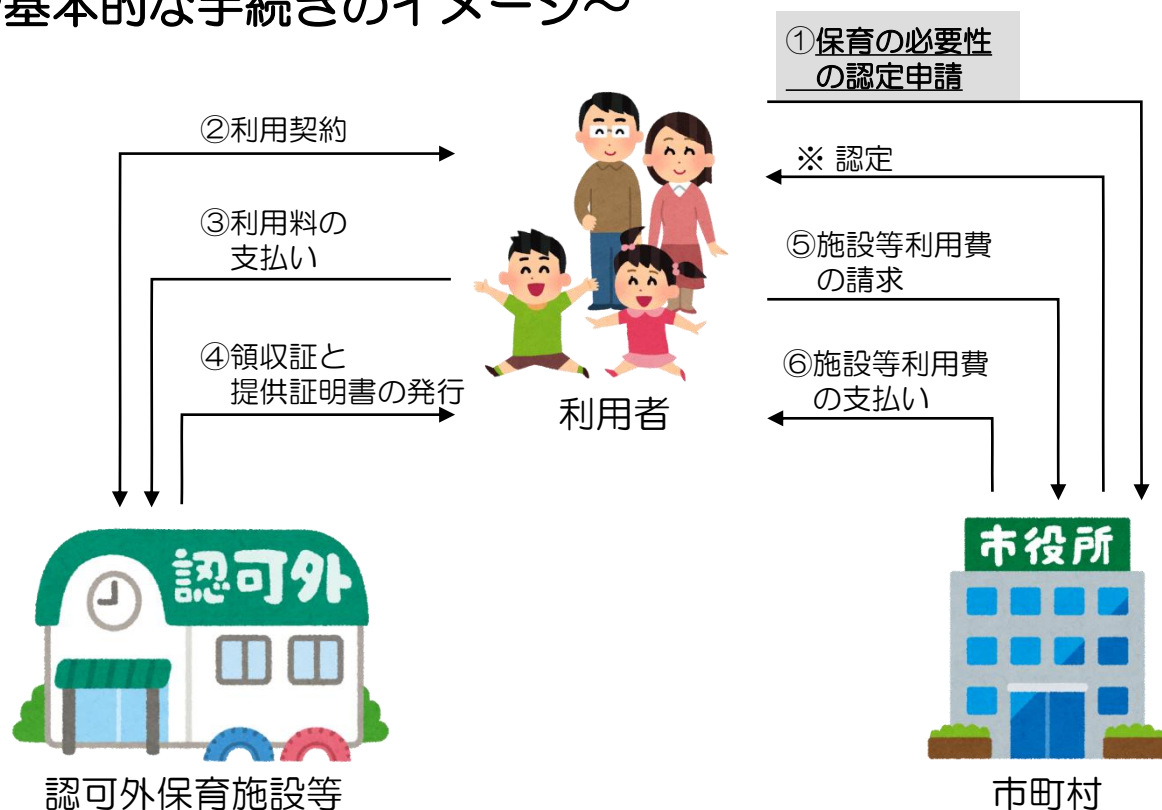 基本的な手続きのイメージ～
①保育の必要性
の認定申請
②利用契約
※ 認定
③利用料の
支払い
⑤施設等利用費
の請求
④領収証と
提供証明書の発行
⑥施設等利用費
の支払い
利用者
認可外
市役所
認可外保育施設等
市町村